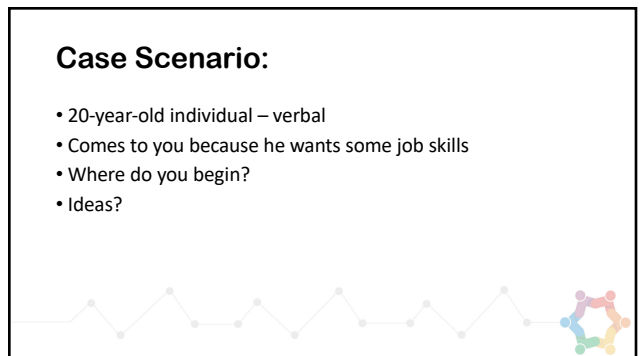 Case Scenario:
• 20-year-old individual – verbal
• Comes to you because he wants some job skills
• Where do you begin?
• Ideas?